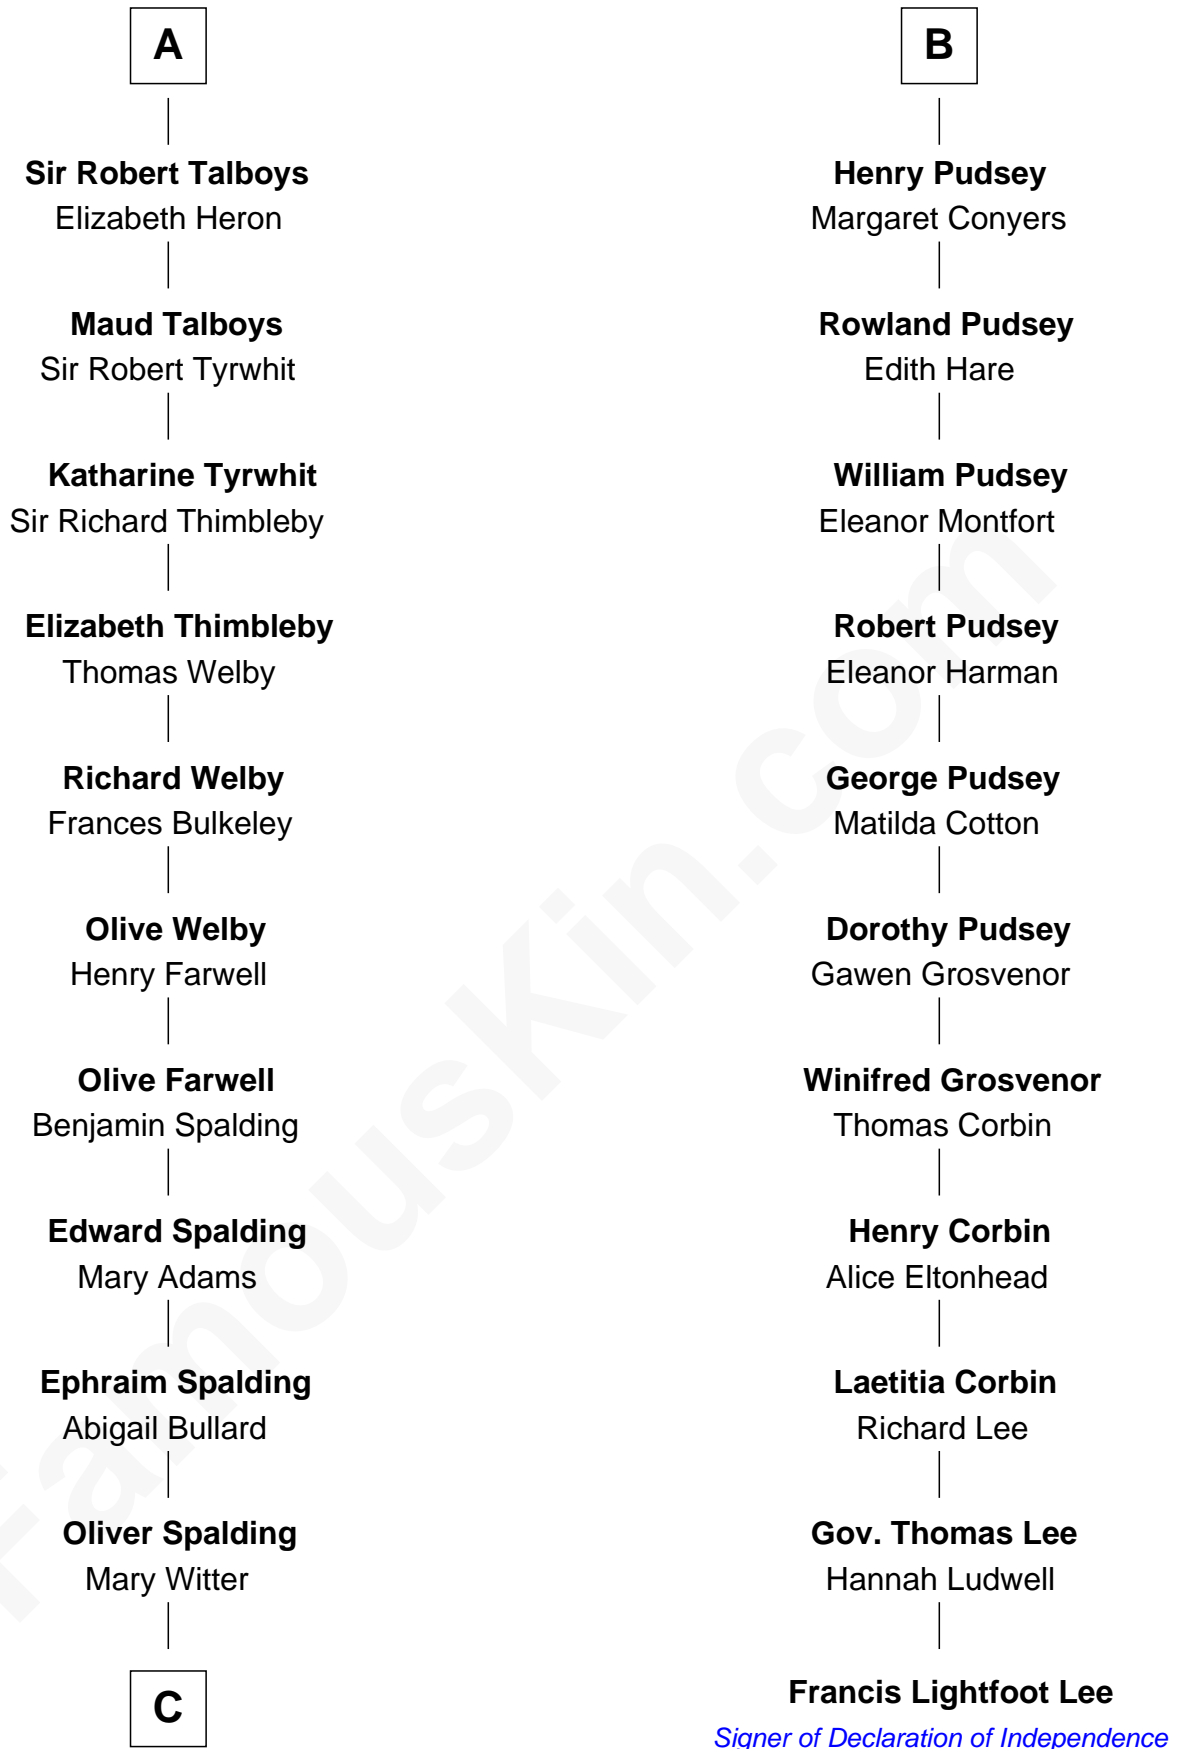 A
Sir Robert Talboys
Elizabeth Heron
Maud Talboys
Sir Robert Tyrwhit
Katharine Tyrwhit
Sir Richard Thimbleby
Elizabeth Thimbleby
Thomas Welby
Richard Welby
Frances Bulkeley
Olive Welby
Henry Farwell
Olive Farwell
Benjamin Spalding
Edward Spalding
Mary Adams
Ephraim Spalding
Abigail Bullard
Oliver Spalding
Mary Witter
C
B
Henry Pudsey
Margaret Conyers
Rowland Pudsey
Edith Hare
William Pudsey
Eleanor Montfort
Robert Pudsey
Eleanor Harman
George Pudsey
Matilda Cotton
Dorothy Pudsey
Gawen Grosvenor
Winifred Grosvenor
Thomas Corbin
Henry Corbin
Alice Eltonhead
Laetitia Corbin
Richard Lee
Gov. Thomas Lee
Hannah Ludwell
Francis Lightfoot Lee
Signer of Declaration of Independence
FamousKin.com